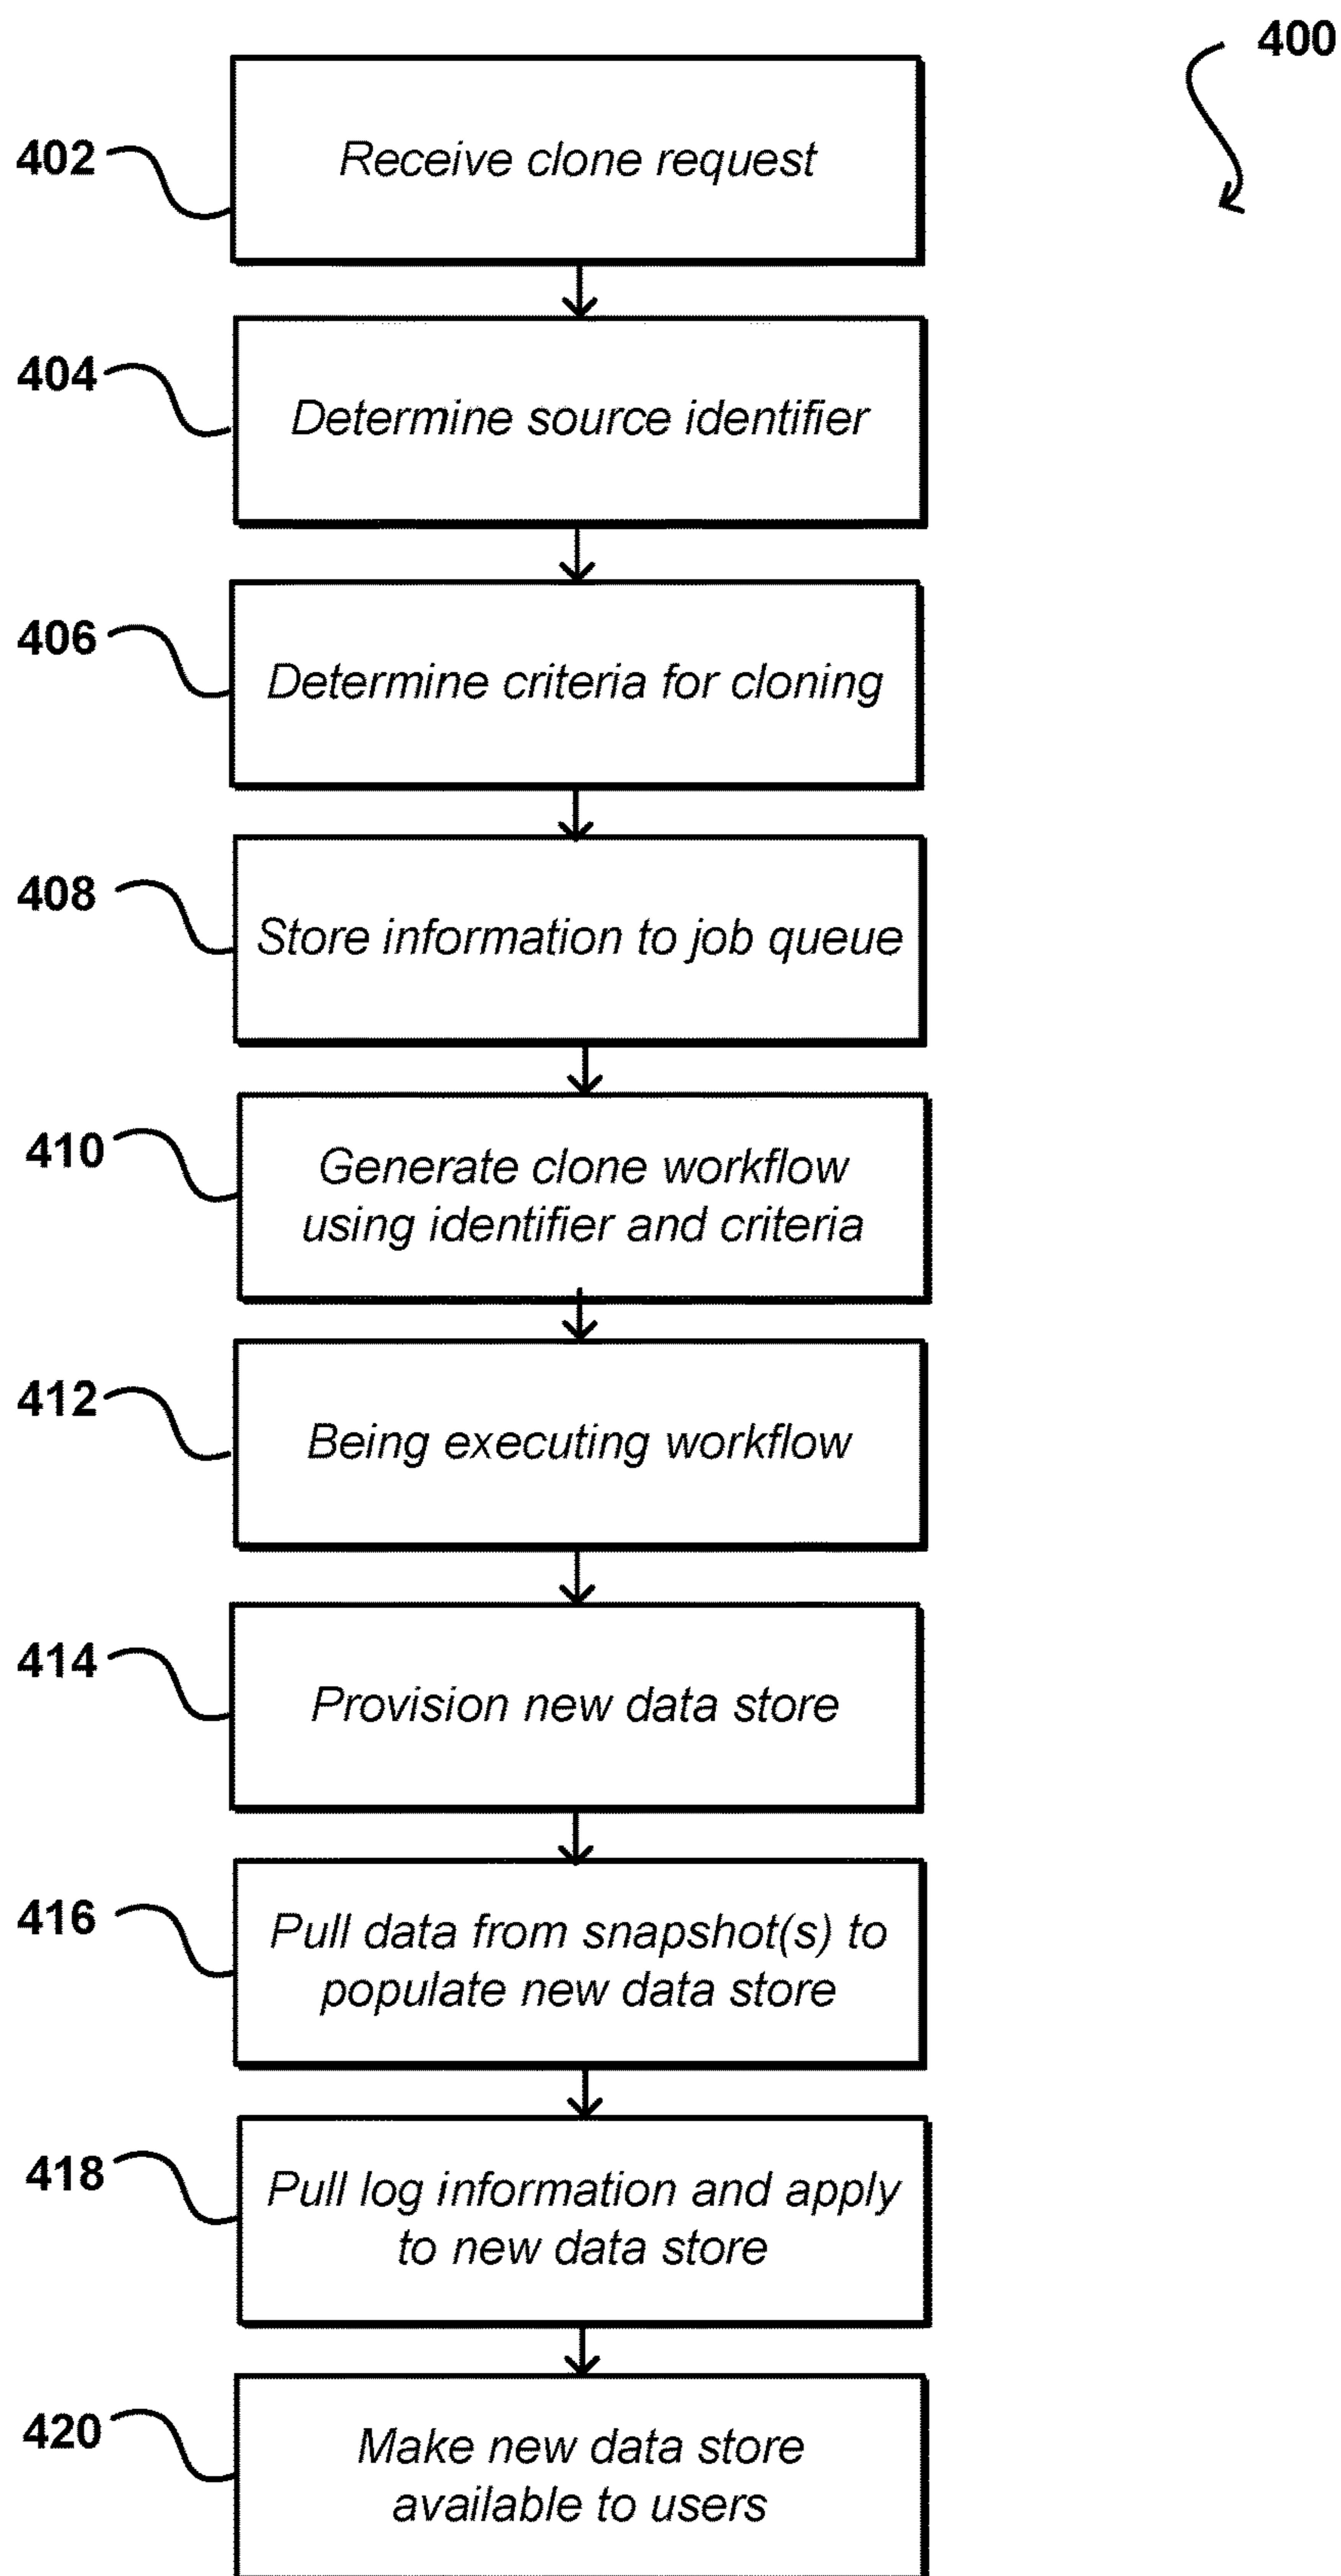 400
402
Receive clone request
404
Determine source identifier
406
Determine criteria for cloning
408
Store information to job queue
410
Generate clone workflow
using identifier and criteria
412
Being executing workflow
414
Provision new data store
416
Pull data from snapshot(s) to
populate new data store
418
Pull log information and apply
to new data store
420
Make new data store
available to users